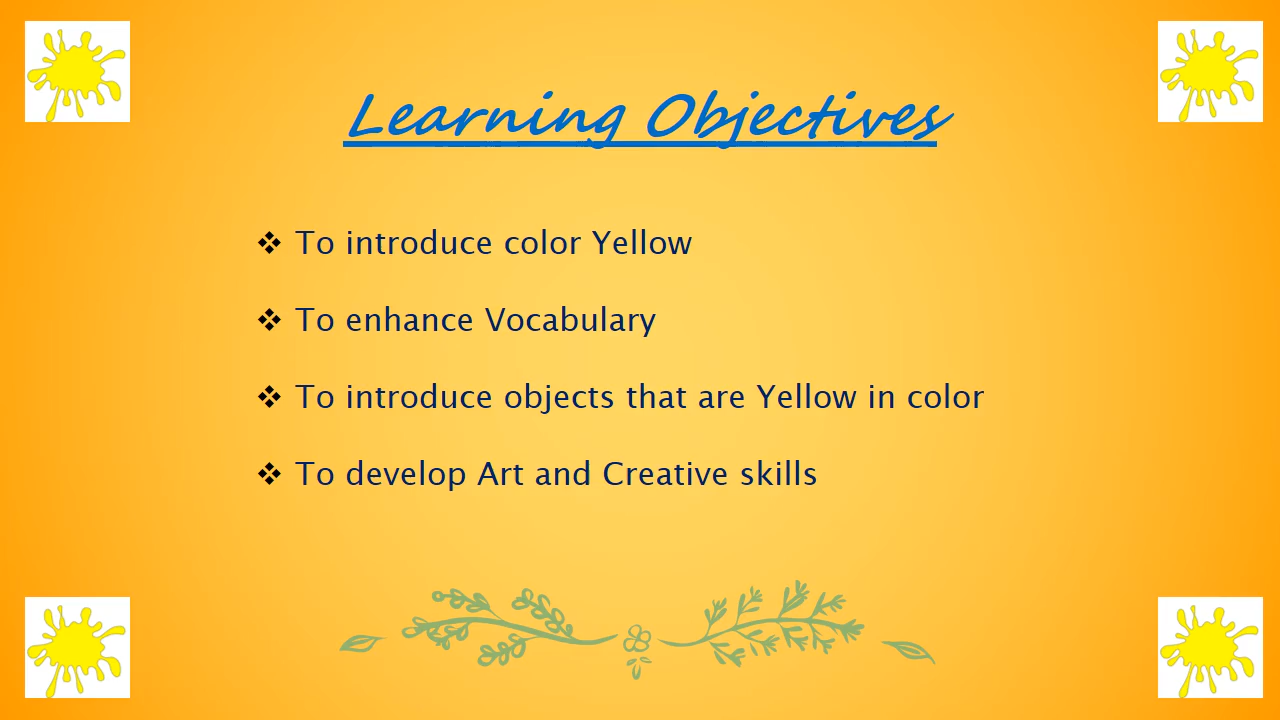 Learning Objectives
❖ To introduce color Yellow
❖ To enhance Vocabulary
❖ To introduce objects that are Yellow in color
❖ To develop Art and Creative skills